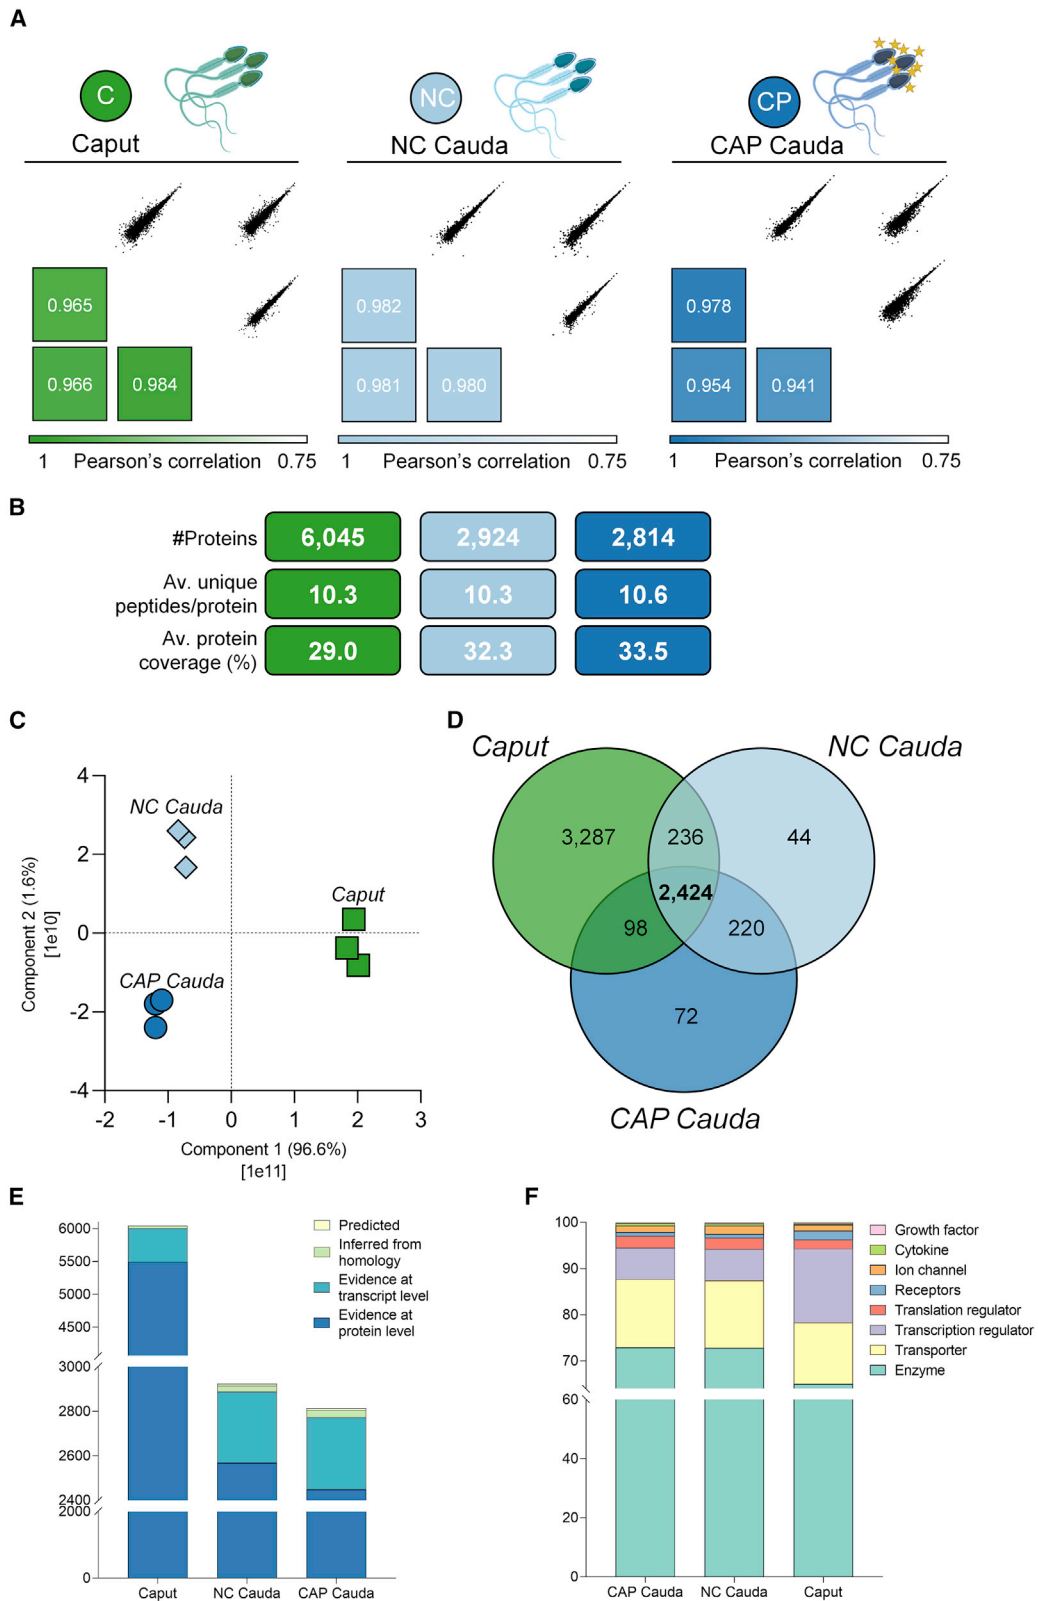 A
C
NC
CP
Caput
NC Cauda
CAP Cauda
0.965
0.982
0.978
0.966
0.984
0.981
0.980
0.954
0.941
1 Pearson's correlation 0.75
1 Pearson's correlation 0.75
1 Pearson's correlation 0.75
B
#Proteins
6,045
2,924
2,814
Av. unique
peptides/protein
10.3
10.3
10.6
Av. protein
coverage (%)
29.0
32.3
33.5
C
4
2
0
-2
-4
-2
-1
0
1
2
3
Component 2 (1.6%)
[1e10]
NC Cauda
Caput
CAP Cauda
Component 1 (96.6%)
[1e11]
D
Caput
NC Cauda
3,287
236
44
2,424
98
220
72
CAP Cauda
E
6000
5500
5000
4500
3000
2800
2600
2400
2000
0
Predicted
Inferred from
homology
Evidence at
transcript level
Evidence at
protein level
Caput
NC Cauda
CAP Cauda
F
100
90
80
70
60
40
20
0
Growth factor
Cytokine
Ion channel
Receptors
Translation regulator
Transcription regulator
Transporter
Enzyme
CAP Cauda
NC Cauda
Caput